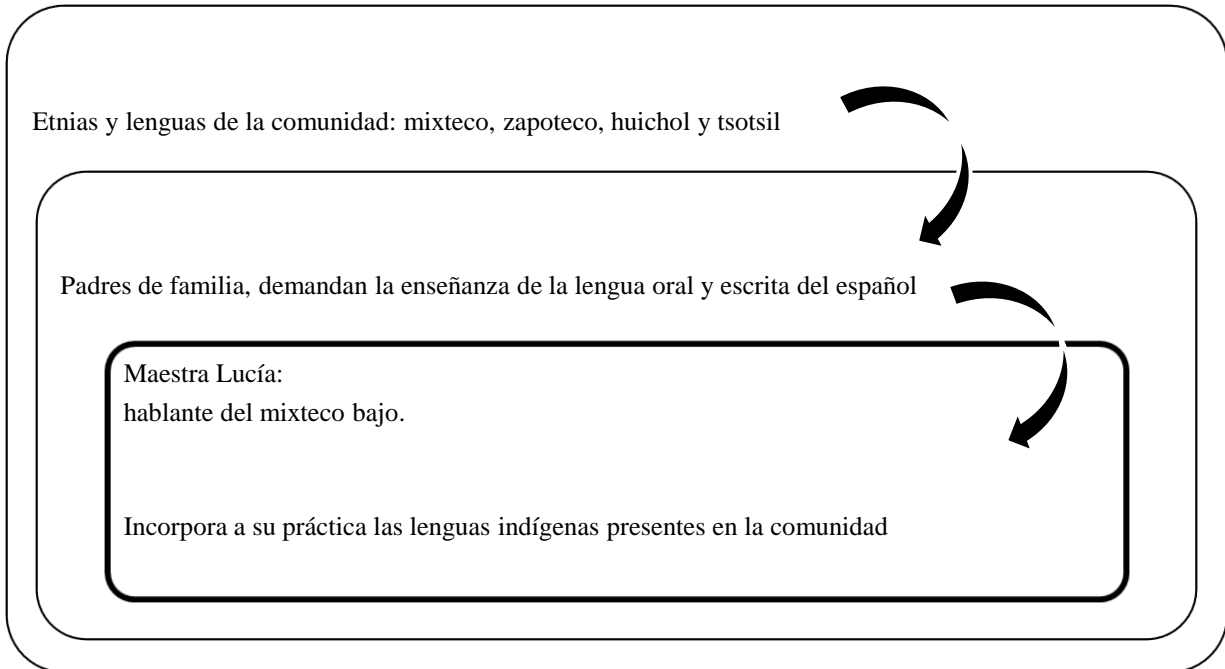 Etnias y lenguas de la comunidad: mixteco, zapoteco, huichol y tsotsil
Padres de familia, demandan la enseñanza de la lengua oral y escrita del español
Maestra Lucía:
hablante del mixteco bajo.
Incorpora a su práctica las lenguas indígenas presentes en la comunidad